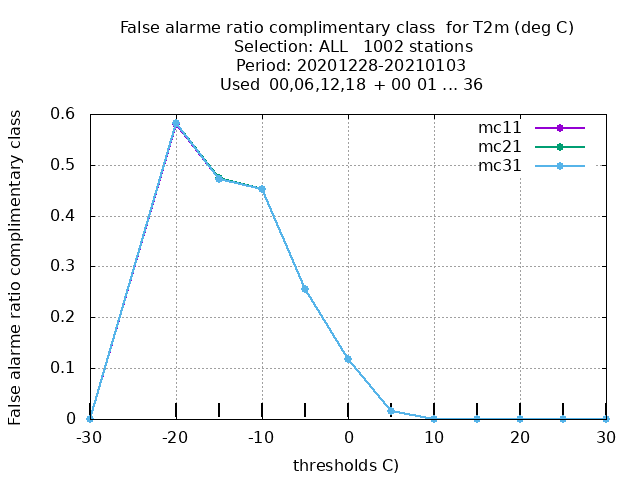 False alarme ratio complimentary class  for T2m (deg C)
Selection: ALL   1002 stations
Period: 20201228-20210103
Used  00,06,12,18  + 00 01 ... 36
False alarme ratio complimentary class
0.6
0.5
0.4
0.3
0.2
0.1
0
mc11
mc21
mc31
-30 -20 -10 0 10 20 30
thresholds C)